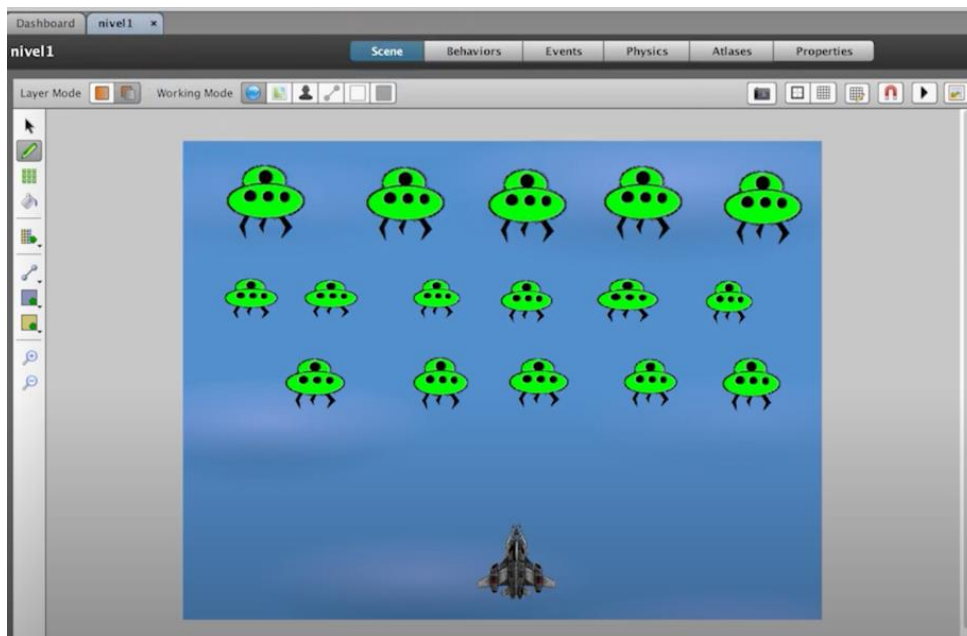 Dashboard nivel1 ×
nivel1 Scene Behaviors Events Physics Atlases Properties
Layer Mode Working Mode